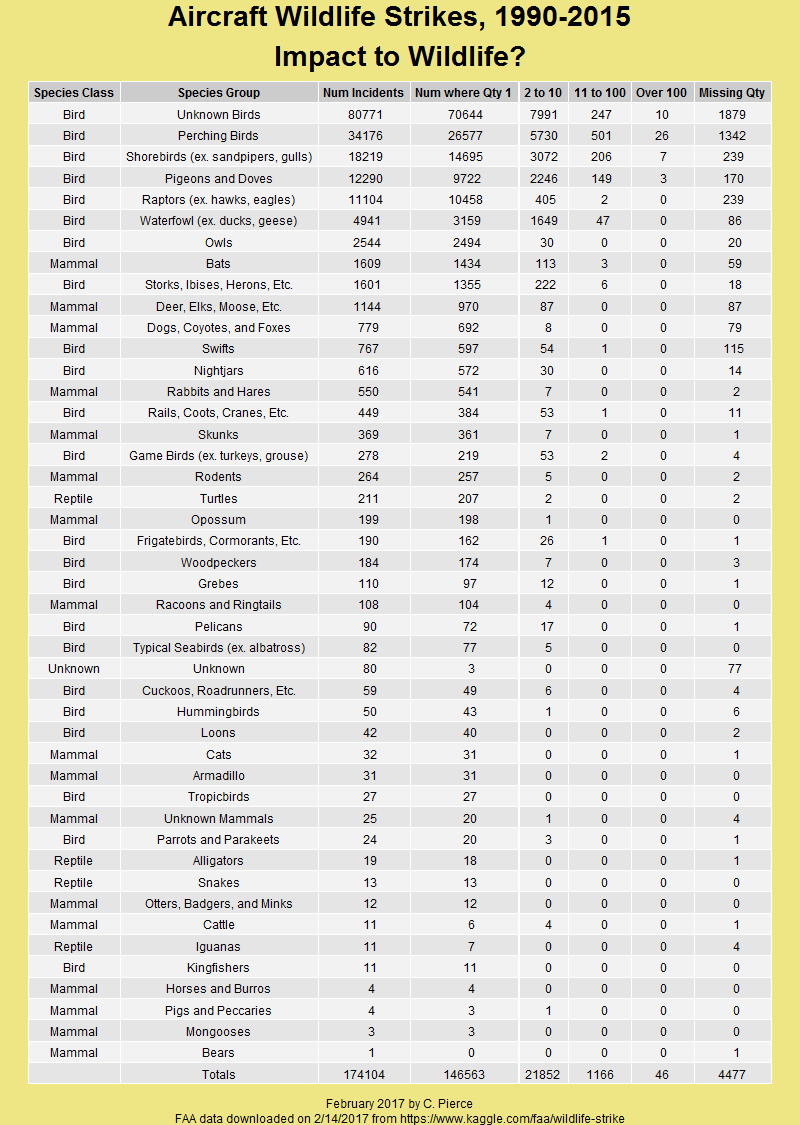 Aircraft Wildlife Strikes, 1990-2015
Impact to Wildlife?
Species Class Species Group Num Incidents Num where Qty 1 2 to 10 11 to 100 Over 100 Missing Qty
Bird Unknown Birds 80771 70644 7991 247 10 1879
Bird Perching Birds 34176 26577 5730 501 26 1342
Bird Shorebirds (ex. sandpipers, gulls) 18219 14695 3072 206 7 239
Bird Pigeons and Doves 12290 9722 2246 149 3 170
Bird Raptors (ex. hawks, eagles) 11104 10458 405 2 0 239
Bird Waterfowl (ex. ducks, geese) 4941 3159 1649 47 0 86
Bird Owls 2544 2494 30 0 0 20
Mammal Bats 1609 1434 113 3 0 59
Bird Storks, Ibises, Herons, Etc. 1601 1355 222 6 0 18
Mammal Deer, Elks, Moose, Etc. 1144 970 87 0 0 87
Mammal Dogs, Coyotes, and Foxes 779 692 8 0 0 79
Bird Swifts 767 597 54 1 0 115
Bird Nightjars 616 572 30 0 0 14
Mammal Rabbits and Hares 550 541 7 0 0 2
Bird Rails, Coots, Cranes, Etc. 449 384 53 1 0 11
Mammal Skunks 369 361 7 0 0 1
Bird Game Birds (ex. turkeys, grouse) 278 219 53 2 0 4
Mammal Rodents 264 257 5 0 0 2
Reptile Turtles 211 207 2 0 0 2
Mammal Opossum 199 198 1 0 0 0
Bird Frigatebirds, Cormorants, Etc. 190 162 26 1 0 1
Bird Woodpeckers 184 174 7 0 0 3
Bird Grebes 110 97 12 0 0 1
Mammal Racoons and Ringtails 108 104 4 0 0 0
Bird Pelicans 90 72 17 0 0 1
Bird Typical Seabirds (ex. albatross) 82 77 5 0 0 0
Unknown Unknown 80 3 0 0 0 77
Bird Cuckoos, Roadrunners, Etc. 59 49 6 0 0 4
Bird Hummingbirds 50 43 1 0 0 6
Bird Loons 42 40 0 0 0 2
Mammal Cats 32 31 0 0 0 1
Mammal Armadillo 31 31 0 0 0 0
Bird Tropicbirds 27 27 0 0 0 0
Mammal Unknown Mammals 25 20 1 0 0 4
Bird Parrots and Parakeets 24 20 3 0 0 1
Reptile Alligators 19 18 0 0 0 1
Reptile Snakes 13 13 0 0 0 0
Mammal Otters, Badgers, and Minks 12 12 0 0 0 0
Mammal Cattle 11 6 4 0 0 1
Reptile Iguanas 11 7 0 0 0 4
Bird Kingfishers 11 11 0 0 0 0
Mammal Horses and Burros 4 4 0 0 0 0
Mammal Pigs and Peccaries 4 3 1 0 0 0
Mammal Mongooses 3 3 0 0 0 0
Mammal Bears 1 0 0 0 0 1
Totals 174104 146563 21852 1166 46 4477
February 2017 by C. Pierce
FAA data downloaded on 2/14/2017 from https://www.kaggle.com/faa/wildlife-strike